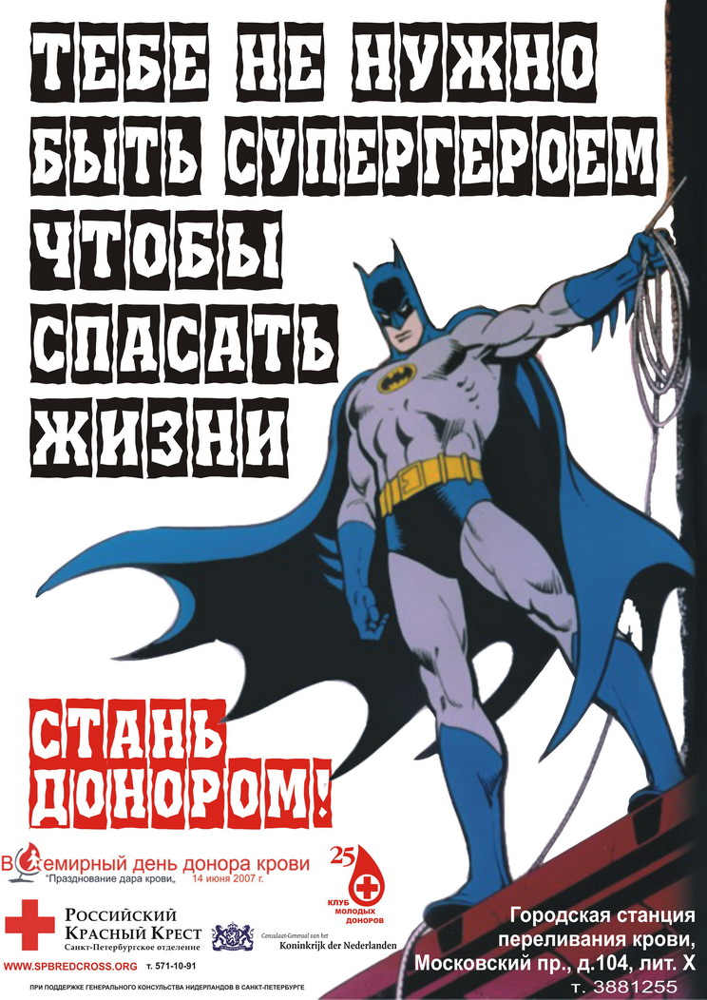 ТЕБЕ НЕ НУЖНО
БЫТЬ СУПЕРГЕРОЕМ
ЧТОБЫ
СПАСАТЬ
ЖИЗНИ
СТАНЬ
ДОНОРОМ!
Всемирный день донора крови
"Празднование дара крови„ 14 июня 2007 г.
25
КЛУБ
МОЛОДЫХ
ДОНОРОВ
Российский
Красный Крест
Санкт-Петербургское отделение
Consulaat-Generaal van het
Koninkrijk der Nederlanden
WWW.SPBREDCROSS.ORG т. 571-10-91
ПРИ ПОДДЕРЖКЕ ГЕНЕРАЛЬНОГО КОНСУЛЬСТВА НИДЕРЛАНДОВ В САНКТ-ПЕТЕРБУРГЕ
Городская станция
переливания крови,
Московский пр., д.104, лит. Х
т. 3881255